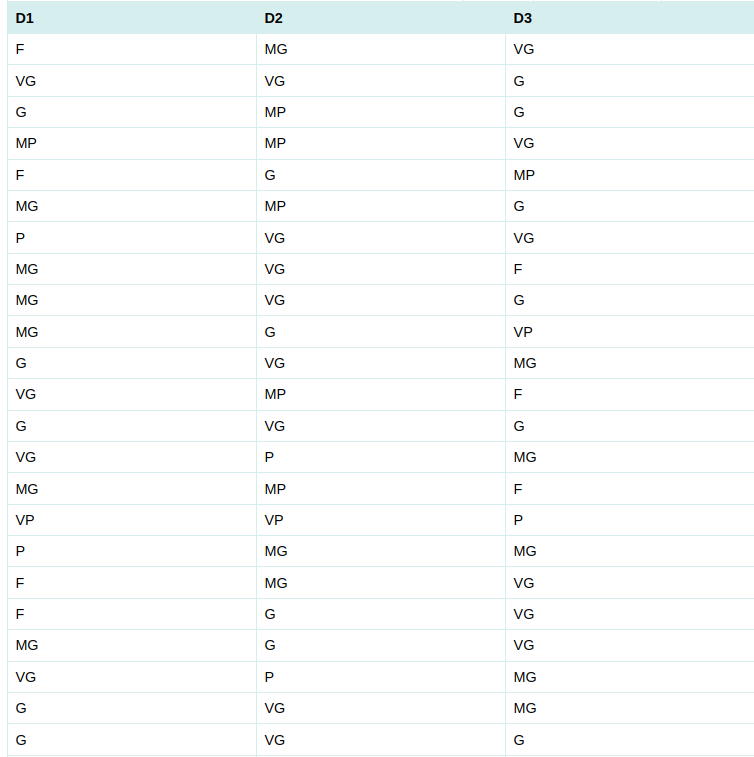 D1 D2 D3
F MG VG
VG VG G
G MP G
MP MP VG
F G MP
MG MP G
P VG VG
MG VG F
MG VG G
MG G VP
G VG MG
VG MP F
G VG G
VG P MG
MG MP F
VP VP P
P MG MG
F MG VG
F G VG
MG G VG
VG P MG
G VG MG
G VG G